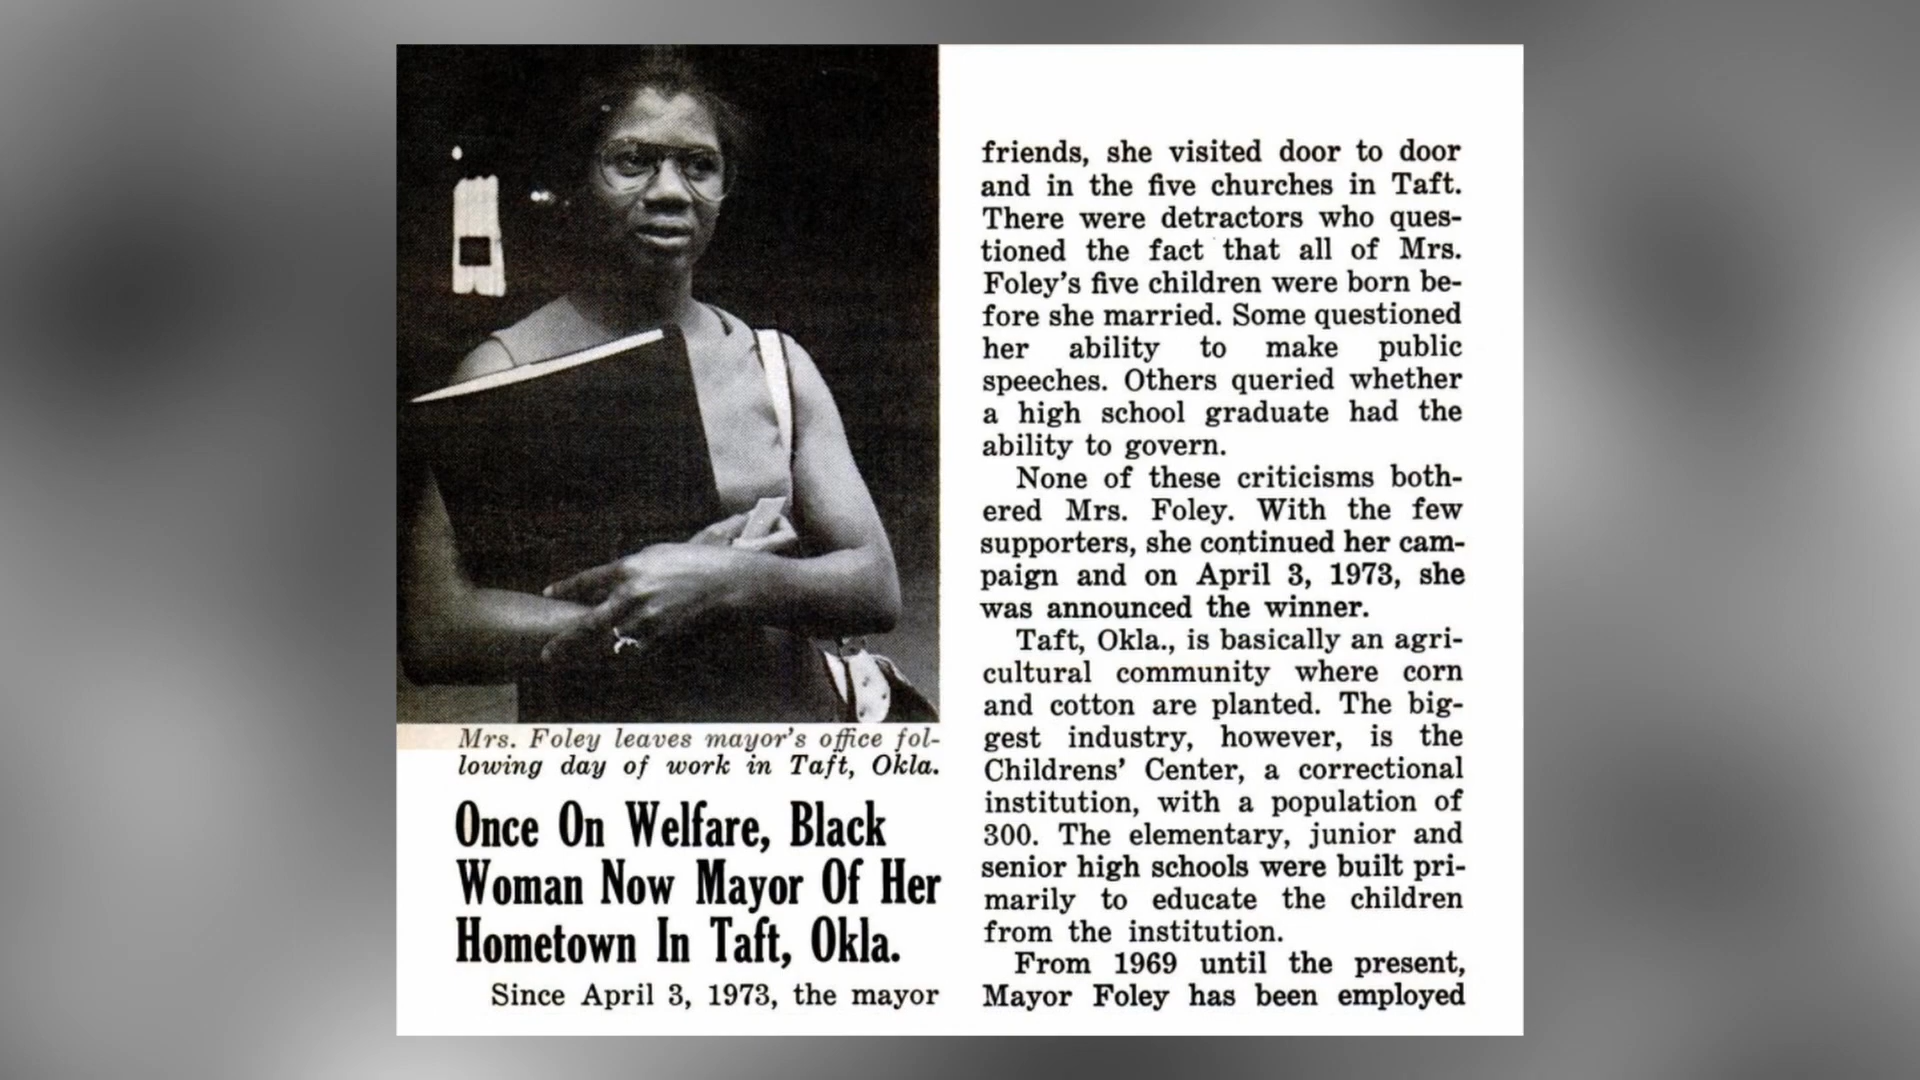 Mrs. Foley leaves mayor's office fol-
lowing day of work in Taft, Okla.
Once On Welfare, Black
Woman Now Mayor Of Her
Hometown In Taft, Okla.
Since April 3, 1973, the mayor
friends, she visited door to door
and in the five churches in Taft.
There were detractors who ques-
tioned the fact that all of Mrs.
Foley's five children were born be-
fore she married. Some questioned
her ability to make public
speeches. Others queried whether
a high school graduate had the
ability to govern.
None of these criticisms both-
ered Mrs. Foley. With the few
supporters, she continued her cam-
paign and on April 3, 1973, she
was announced the winner.
Taft, Okla., is basically an agri-
cultural community where corn
and cotton are planted. The big-
gest industry, however, is the
Childrens' Center, a correctional
institution, with a population of
300. The elementary, junior and
senior high schools were built pri-
marily to educate the children
from the institution.
From 1969 until the present,
Mayor Foley has been employed